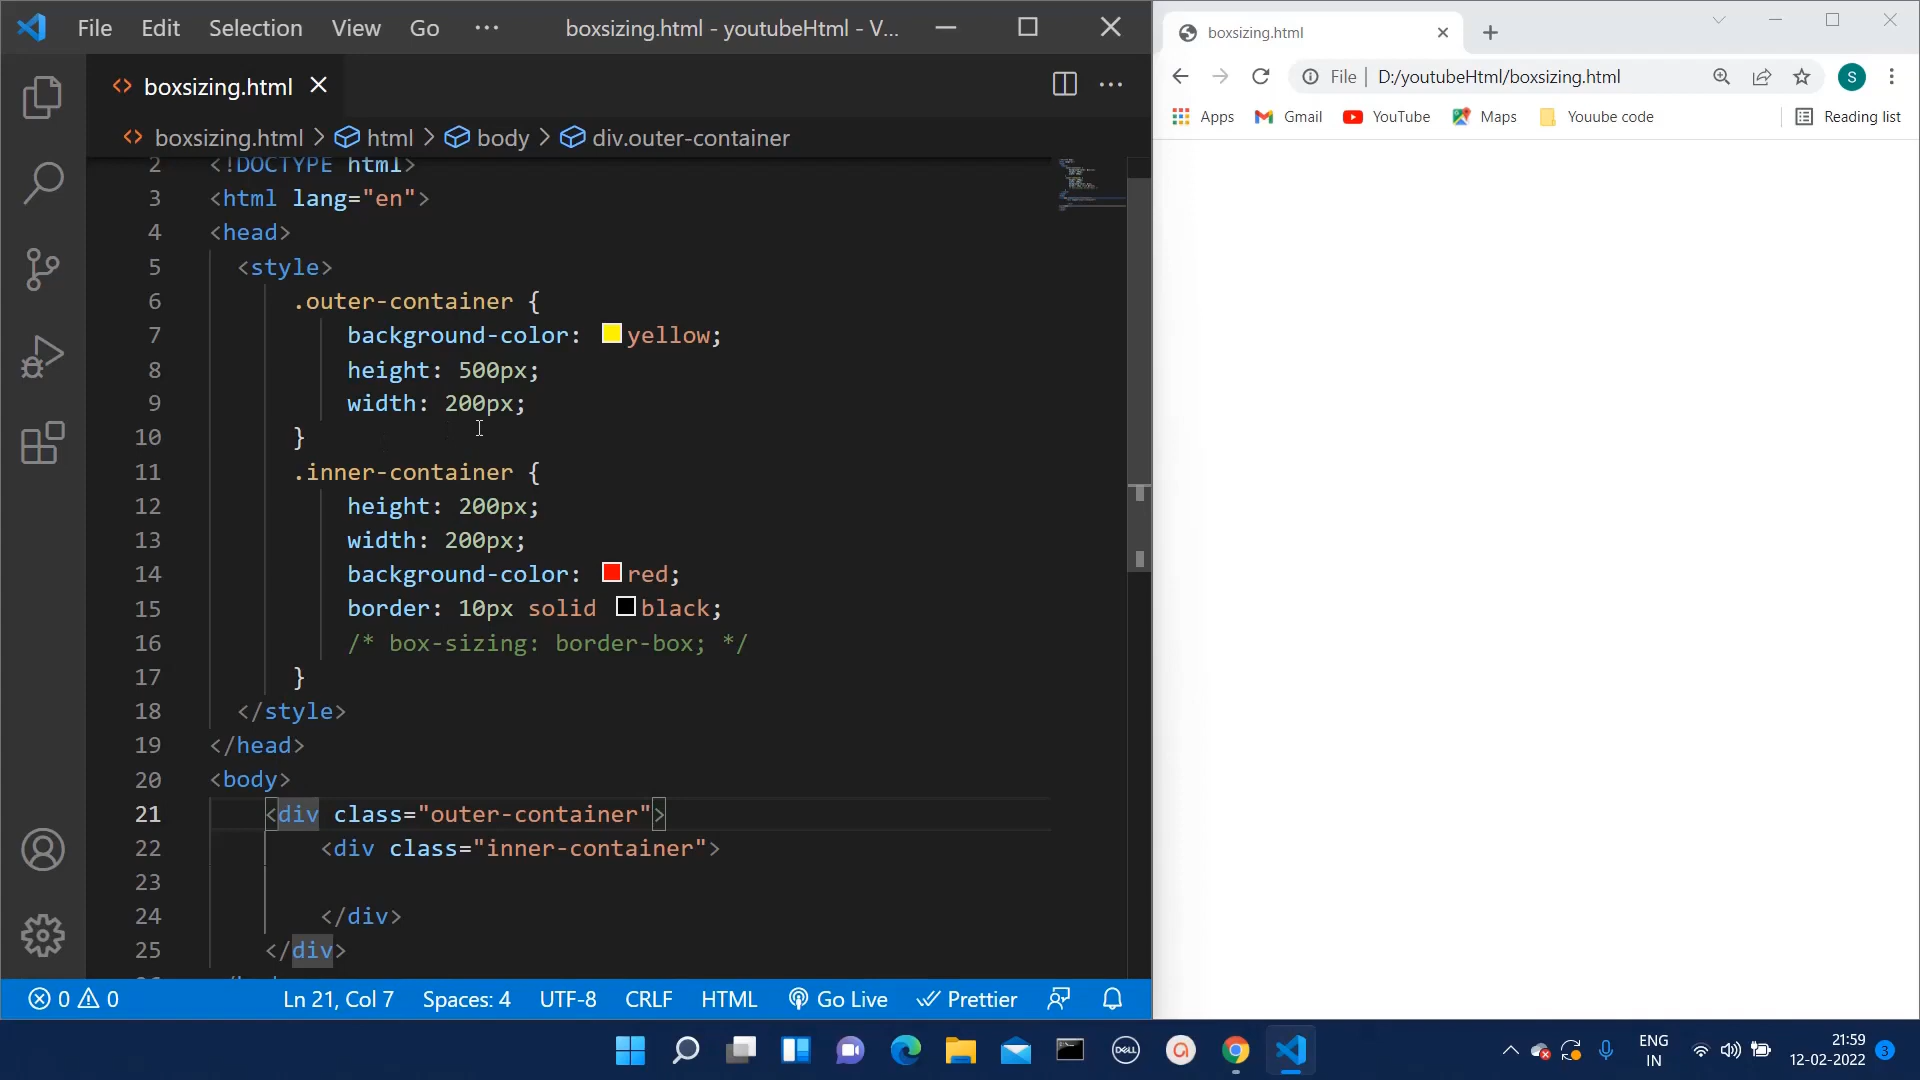 File Edit Selection View Go ··· boxsizing.html - youtubeHtml - V...
boxsizing.html
boxsizing.html > html > body > div.outer-container
2 <!DOCTYPE html>
3 <html lang="en">
4 <head>
5 <style>
6 .outer-container {
7 background-color: yellow;
8 height: 500px;
9 width: 200px;
10 }
11 .inner-container {
12 height: 200px;
13 width: 200px;
14 background-color: red;
15 border: 10px solid black;
16 /* box-sizing: border-box; */
17 }
18 </style>
19 </head>
20 <body>
21 <div class="outer-container">
22 <div class="inner-container">
23
24 </div>
25 </div>
0 0 Ln 21, Col 7 Spaces: 4 UTF-8 CRLF HTML Go Live Prettier
boxsizing.html
File | D:/youtubeHtml/boxsizing.html S
Apps Gmail YouTube Maps Youube code Reading list
DELL
ENG
IN
21:59
12-02-2022
3